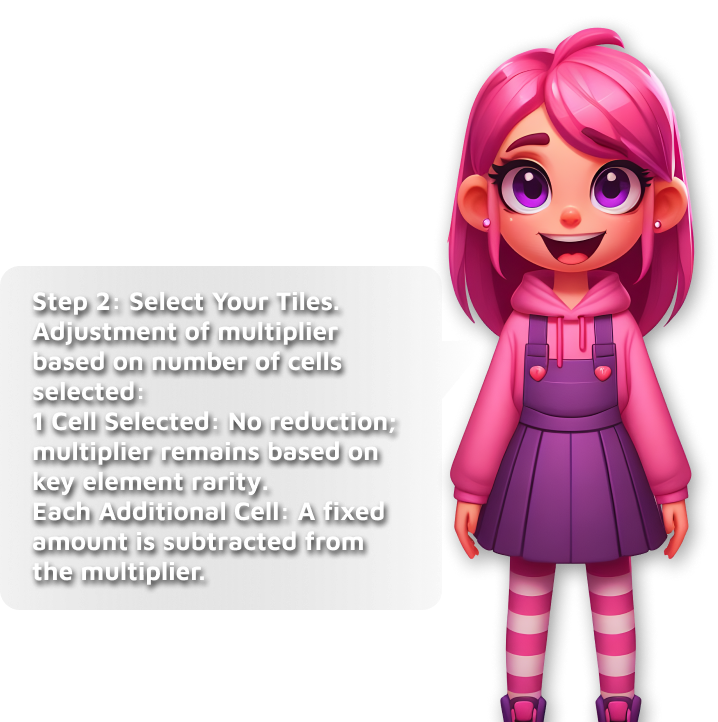 Step 2: Select Your Tiles.
Adjustment of multiplier
based on number of cells
selected:
1 Cell Selected: No reduction;
multiplier remains based on
key element rarity.
Each Additional Cell: A fixed
amount is subtracted from
the multiplier.